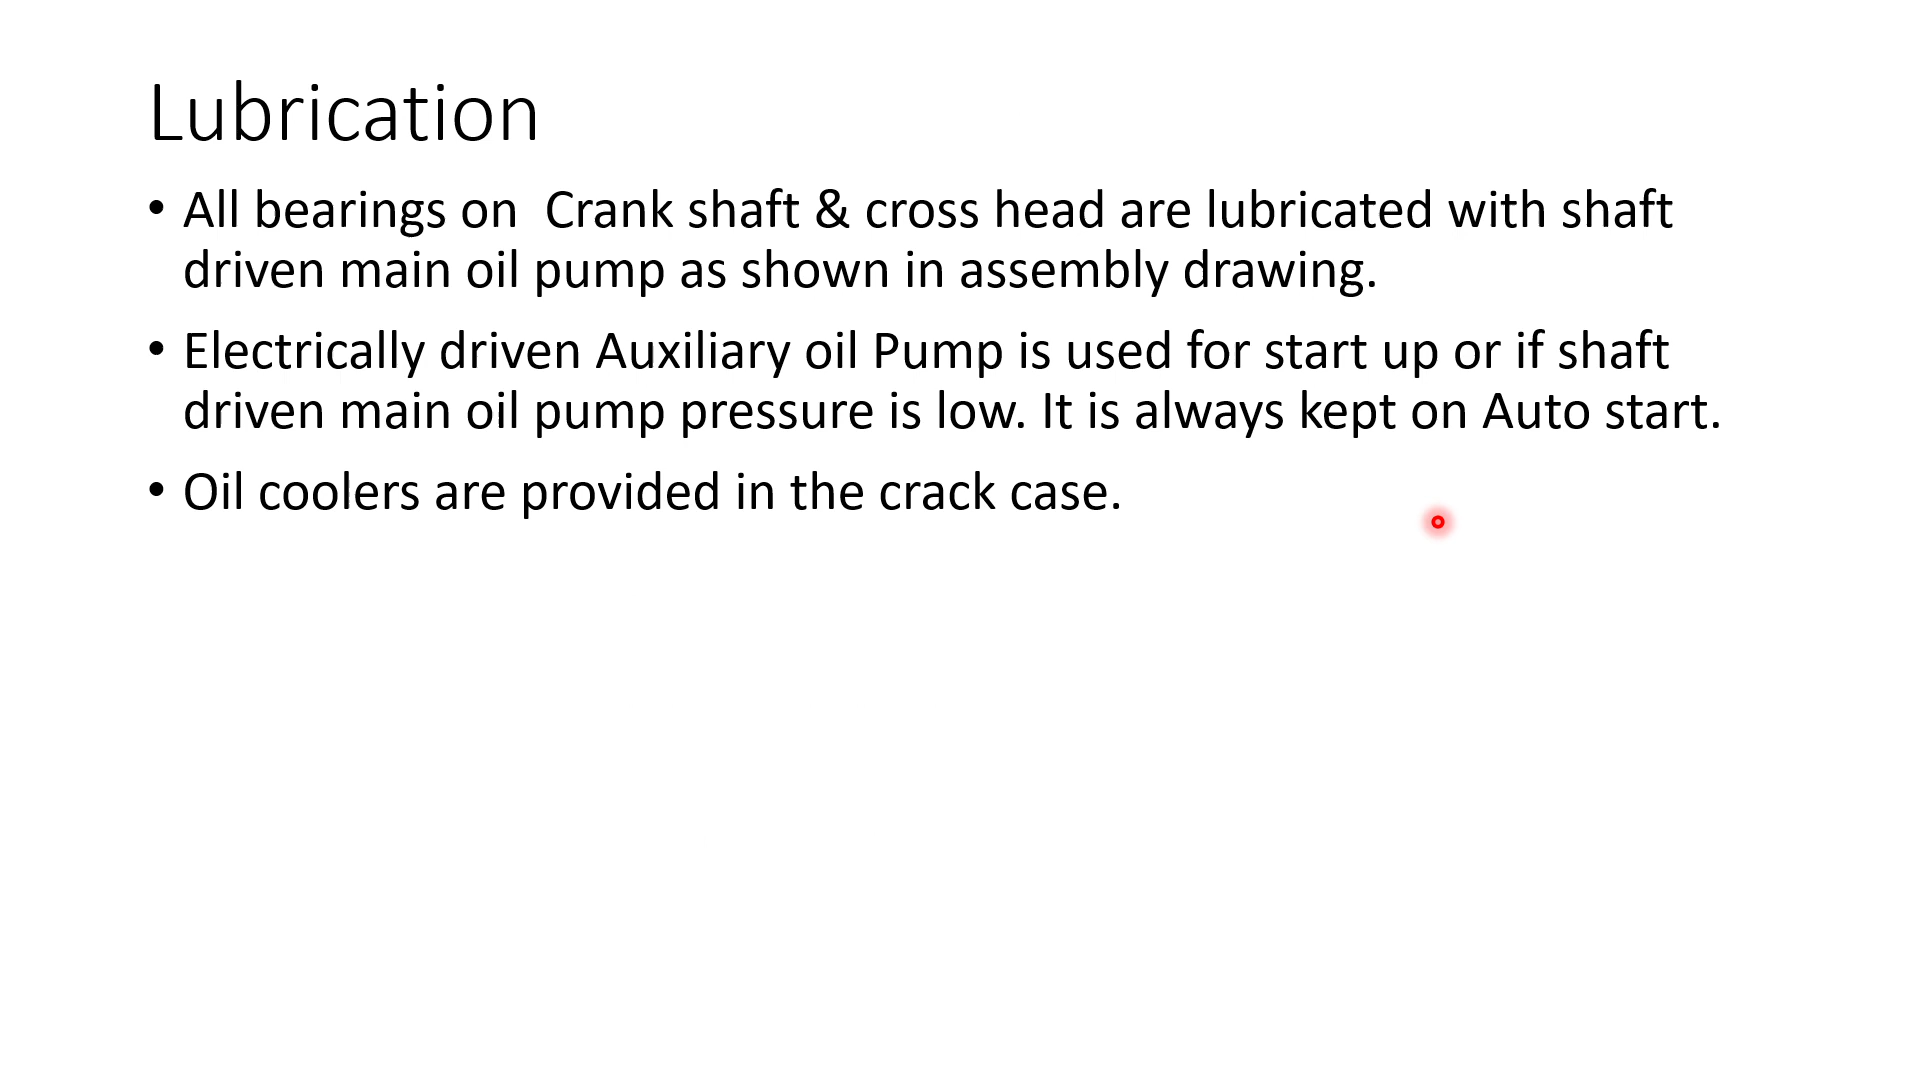 Lubrication
• All bearings on  Crank shaft & cross head are lubricated with shaft
driven main oil pump as shown in assembly drawing.
• Electrically driven Auxiliary oil Pump is used for start up or if shaft
driven main oil pump pressure is low. It is always kept on Auto start.
• Oil coolers are provided in the crack case.